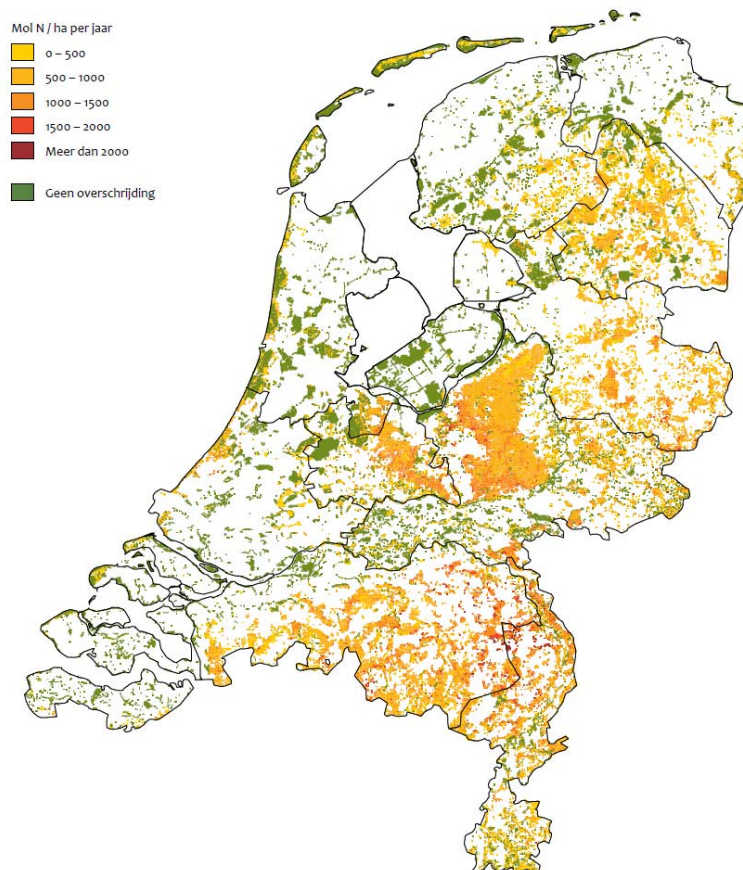 Mol N / ha per jaar
0 – 500
500 – 1000
1000 – 1500
1500 – 2000
Meer dan 2000
Geen overschrijding